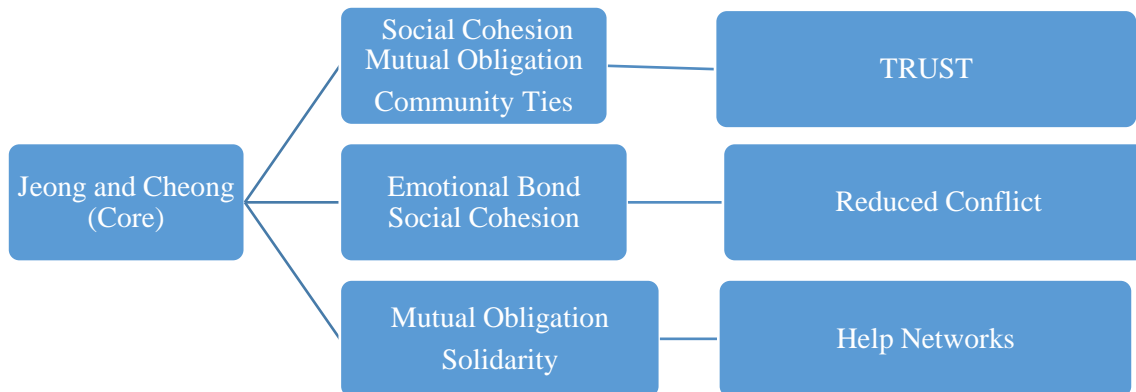 Social Cohesion
Mutual Obligation
Community Ties
TRUST
Jeong and Cheong
(Core)
Emotional Bond
Social Cohesion
Reduced Conflict
Mutual Obligation
Solidarity
Help Networks